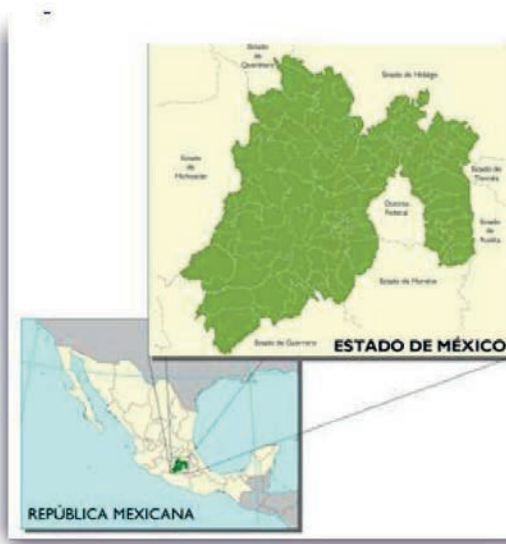 Estado
de
Querétaro
Estado de Hidalgo
Estado
de
Michoacán
Estado de
Tlaxcala
Distrito
Federal
Estado
de
Puebla
Estado de Morelos
Estado de Guerrero
ESTADO DE MÉXICO
REPÚBLICA MEXICANA